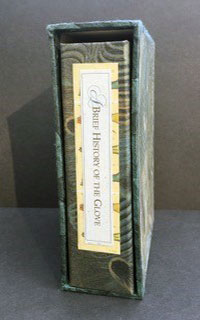 A Brief History of the Glove